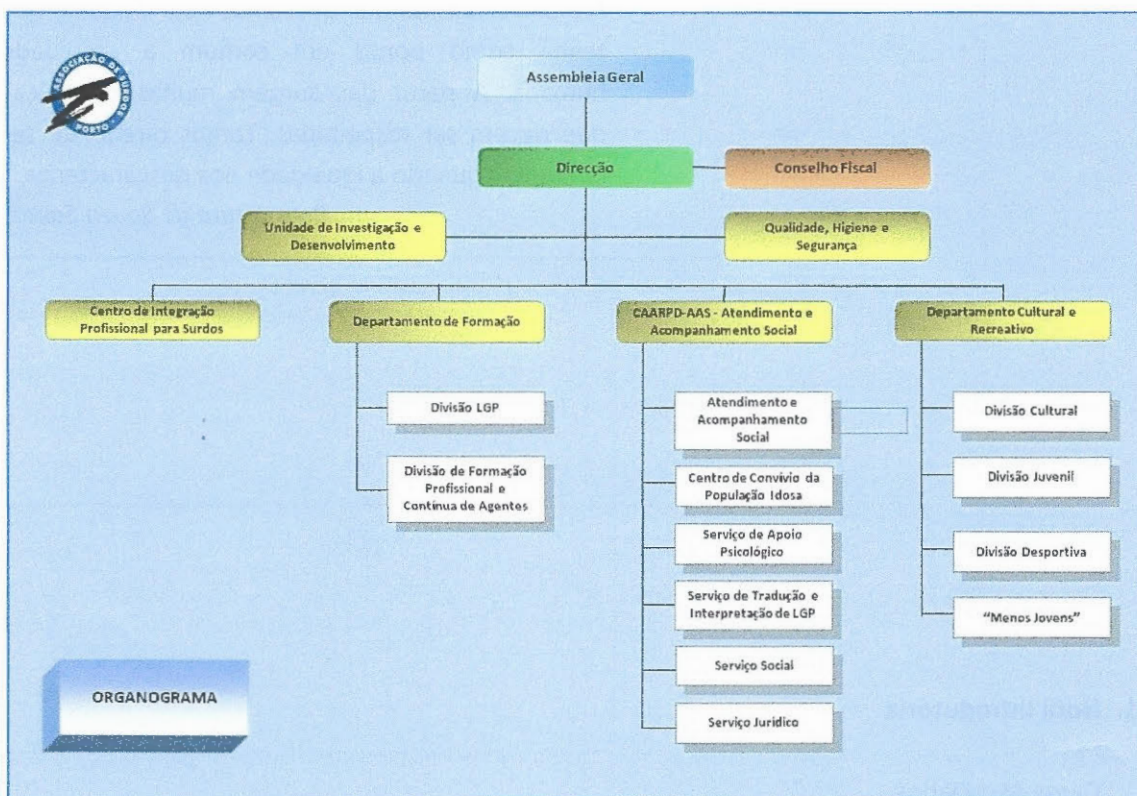 ASSOCIAÇÃO DE SURDOS
PORTO
Assembleia Geral
Direcção
Conselho Fiscal
Unidade de Investigação e
Desenvolvimento
Qualidade, Higiene e
Segurança
Centro de Integração
Profissional para Surdos
Departamento de Formação
CAARPD-AAS - Atendimento e
Acompanhamento Social
Departamento Cultural e
Recreativo
Divisão LGP
Divisão de Formação
Profissional e
Contínua de Agentes
Atendimento e
Acompanhamento
Social
Centro de Convívio da
População Idosa
Serviço de Apoio
Psicológico
Serviço de Tradução e
Interpretação de LGP
Serviço Social
Serviço Jurídico
Divisão Cultural
Divisão Juvenil
Divisão Desportiva
“Menos Jovens”
ORGANOGRAMA